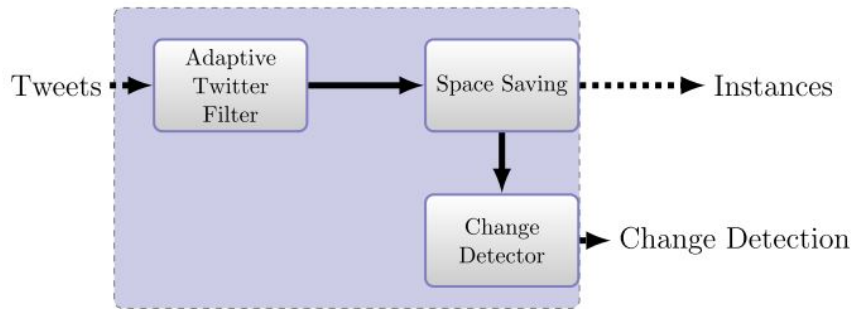 Tweets
Adaptive
Twitter
Filter
Space Saving
Instances
Change
Detector
Change Detection